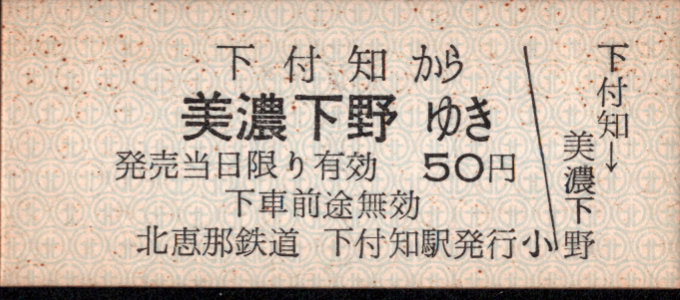 下付知から
美濃下野 ゆき
発売当日限り有効 50円
下車前途無効
北恵那鉄道 下付知駅発行
小
下付知→
美濃下野